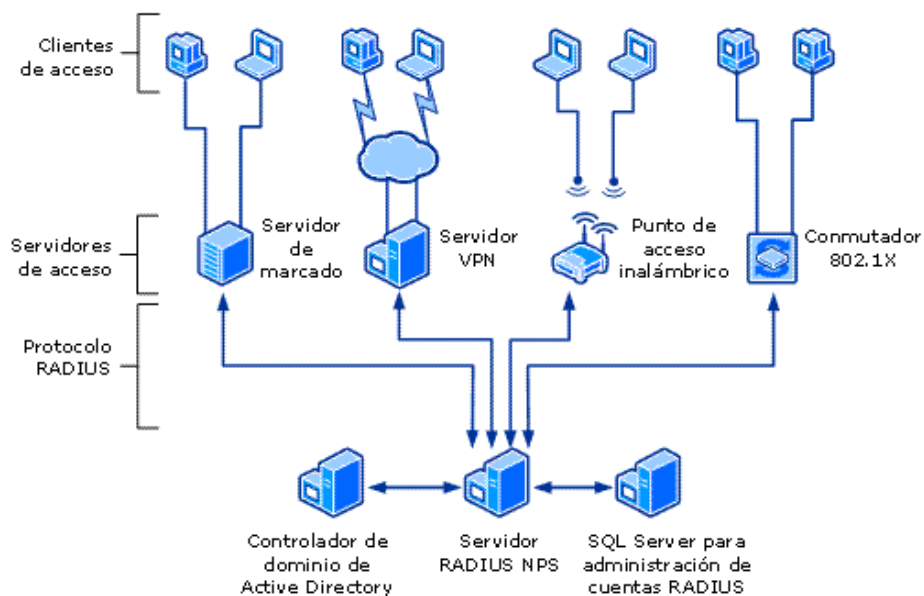 Clientes
de acceso
Servidores
de acceso
Servidor
de
marcado
Servidor
VPN
Punto de
acceso
inalámbrico
Conmutador
802.1X
Protocolo
RADIUS
Controlador de
dominio de
Active Directory
Servidor
RADIUS NPS
SQL Server para
administración de
cuentas RADIUS